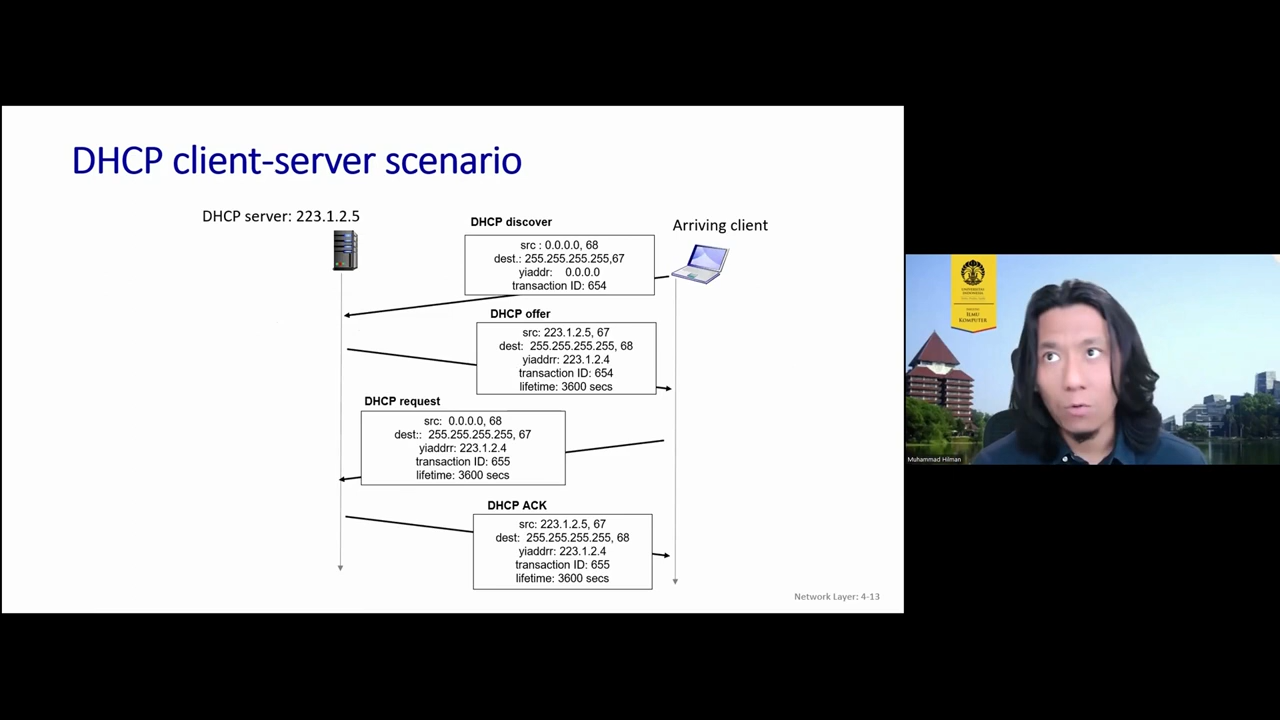 DHCP client-server scenario
DHCP server: 223.1.2.5
Arriving client
DHCP discover
src : 0.0.0.0, 68
dest.: 255.255.255.255,67
yiaddr: 0.0.0.0
transaction ID: 654
DHCP offer
src: 223.1.2.5, 67
dest: 255.255.255.255, 68
yiaddrr: 223.1.2.4
transaction ID: 654
lifetime: 3600 secs
DHCP request
src: 0.0.0.0, 68
dest:: 255.255.255.255, 67
yiaddrr: 223.1.2.4
transaction ID: 655
lifetime: 3600 secs
DHCP ACK
src: 223.1.2.5, 67
dest: 255.255.255.255, 68
yiaddrr: 223.1.2.4
transaction ID: 655
lifetime: 3600 secs
Network Layer: 4-13
UNIVERSITAS
INDONESIA
ILMU
KOMPUTER
Muhammad Hilman